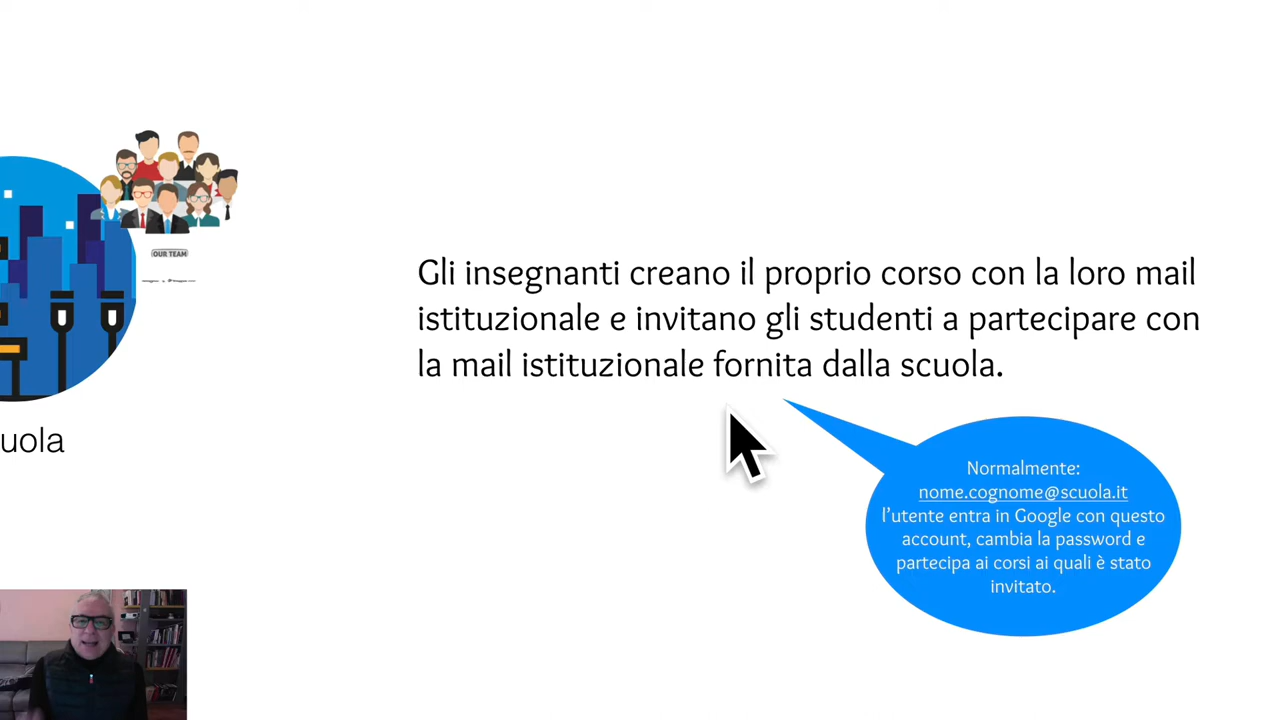 OUR TEAM
Gli insegnanti creano il proprio corso con la loro mail
istituzionale e invitano gli studenti a partecipare con
la mail istituzionale fornita dalla scuola.
uola
Normalmente:
nome.cognome@scuola.it
l’utente entra in Google con questo
account, cambia la password e
partecipa ai corsi ai quali è stato
invitato.